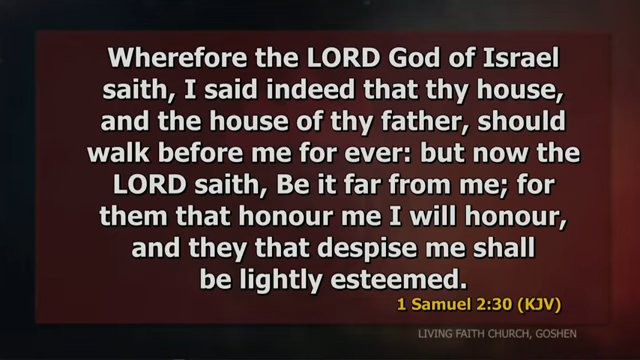 Wherefore the LORD God of Israel
saith, I said indeed that thy house,
and the house of thy father, should
walk before me for ever: but now the
LORD saith, Be it far from me; for
them that honour me I will honour,
and they that despise me shall
be lightly esteemed.
1 Samuel 2:30 (KJV)
LIVING FAITH CHURCH, GOSHEN